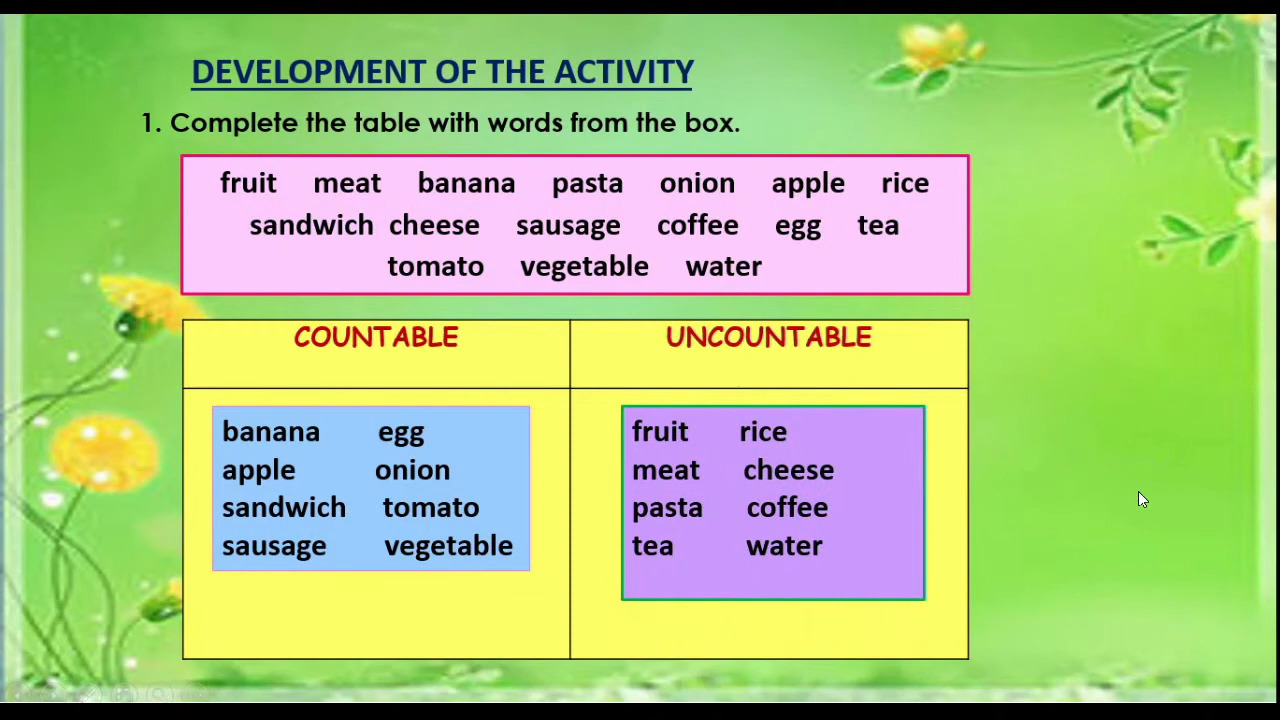 DEVELOPMENT OF THE ACTIVITY
1. Complete the table with words from the box.
fruit meat banana pasta onion apple rice
sandwich cheese sausage coffee egg tea
tomato vegetable water
COUNTABLE UNCOUNTABLE
banana egg
apple onion
sandwich tomato
sausage vegetable
fruit rice
meat cheese
pasta coffee
tea water